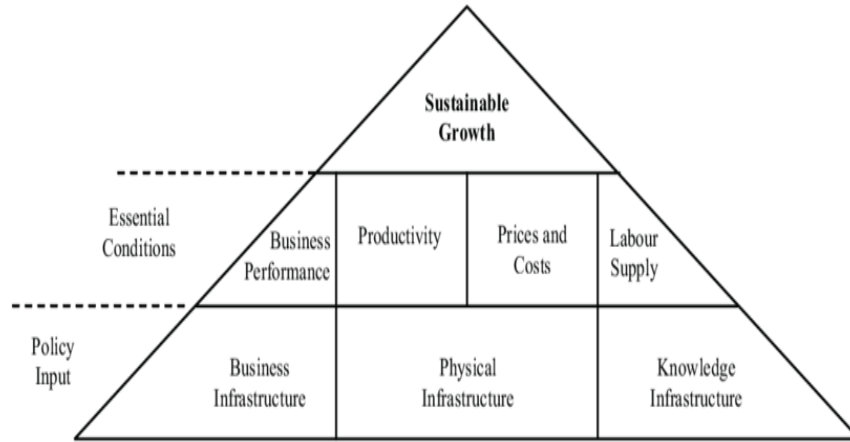 Sustainable
Growth
Essential
Conditions
Business
Performance
Productivity
Prices and
Costs
Labour
Supply
Policy
Input
Business
Infrastructure
Physical
Infrastructure
Knowledge
Infrastructure